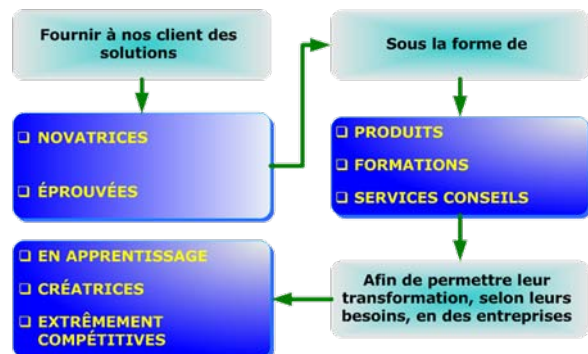 Fournir à nos client des
solutions
❑ NOVATRICES
❑ ÉPROUVÉES
Sous la forme de
❑ PRODUITS
❑ FORMATIONS
❑ SERVICES CONSEILS
Afin de permettre leur
transformation, selon leurs
besoins, en des entreprises
❑ EN APPRENTISSAGE
❑ CRÉATRICES
❑ EXTRÊMEMENT
COMPÉTITIVES